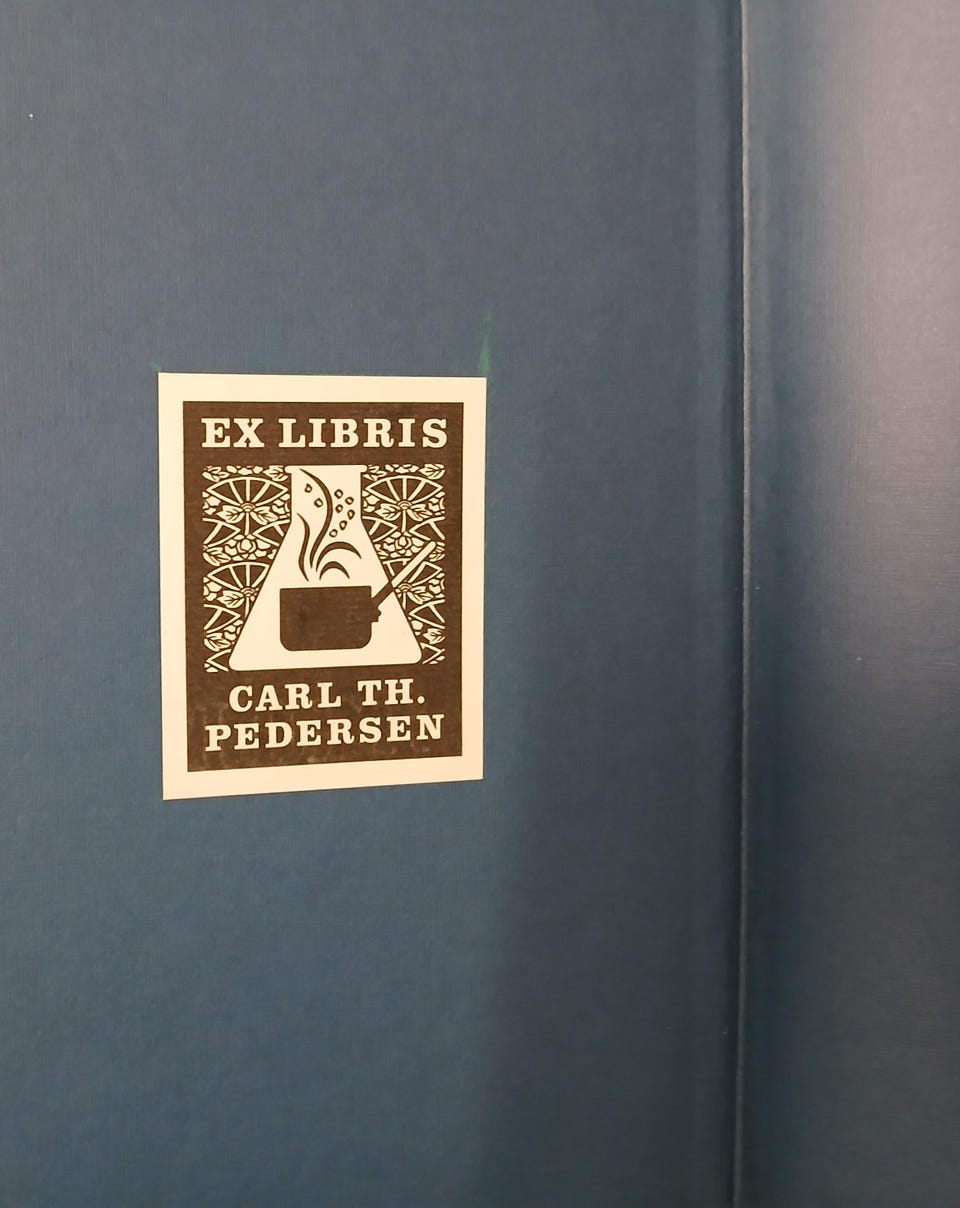 EX LIBRIS
CARL TH.
PEDERSEN